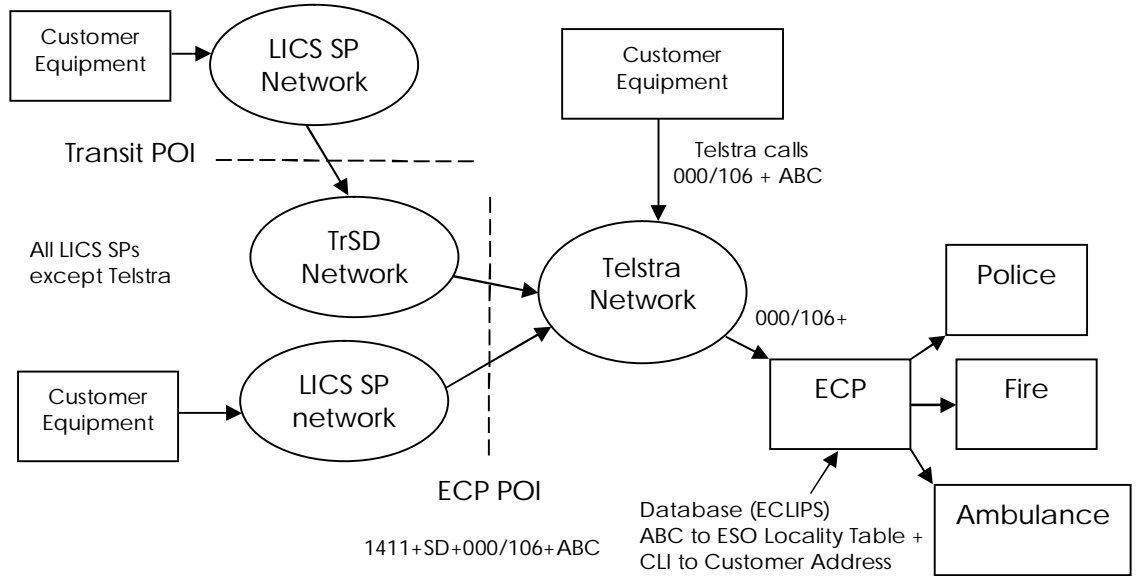 Customer
Equipment
LICS SP
Network
Customer
Equipment
Transit POI
Telstra calls
000/106 + ABC
All LICS SPs
except Telstra
TrSD
Network
Telstra
Network
Police
000/106+
Customer
Equipment
LICS SP
network
ECP
Fire
ECP POI
Database (ECLIPS)
ABC to ESO Locality Table +
CLI to Customer Address
Ambulance
1411+SD+000/106+ABC